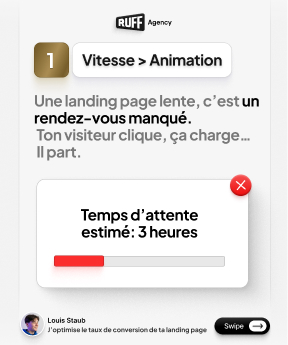 RUFF Agency
1 Vitesse > Animation
Une landing page lente, c’est un
rendez-vous manqué.
Ton visiteur clique, ça charge...
Il part.
Temps d’attente
estimé: 3 heures
Louis Staub
J'optimise le taux de conversion de ta landing page
Swipe